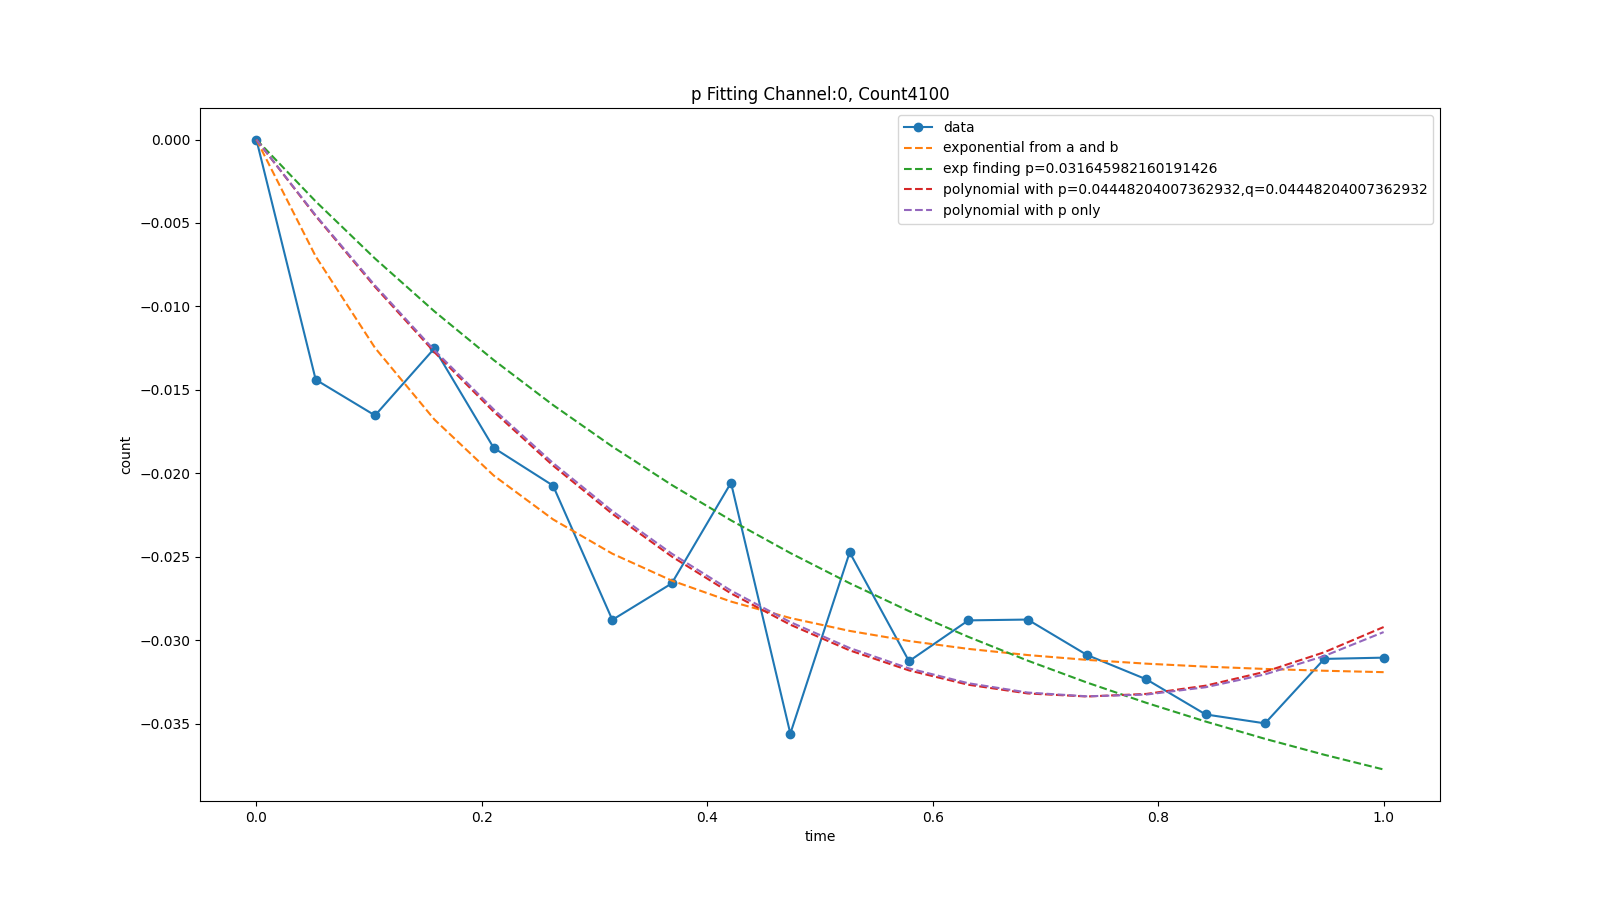 p Fitting Channel:0, Count4100
data
exponential from a and b
exp finding p=0.031645982160191426
polynomial with p=0.04448204007362932,q=0.04448204007362932
polynomial with p only
0.000
−0.005
−0.010
−0.015
−0.020
−0.025
−0.030
−0.035
count
0.0 0.2 0.4 0.6 0.8 1.0
time